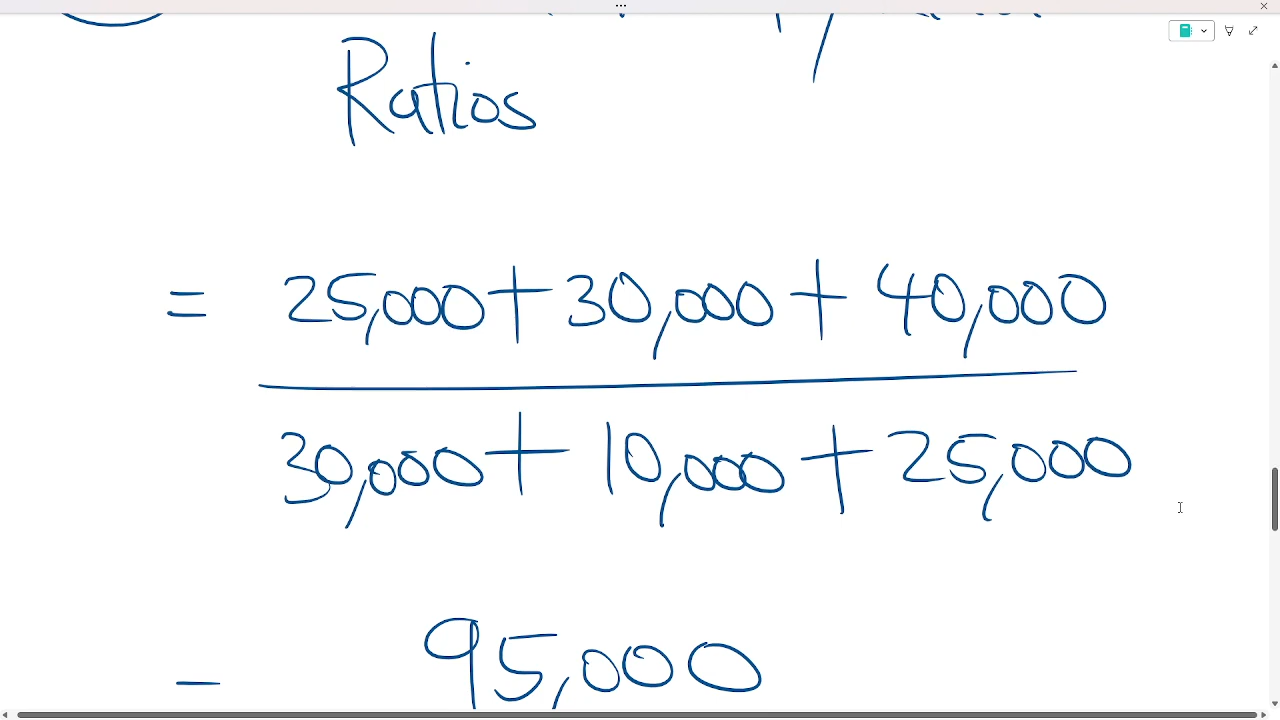 Ratios
= 25,000 + 30,000 + 40,000
30,000 + 10,000 + 25,000
95,000